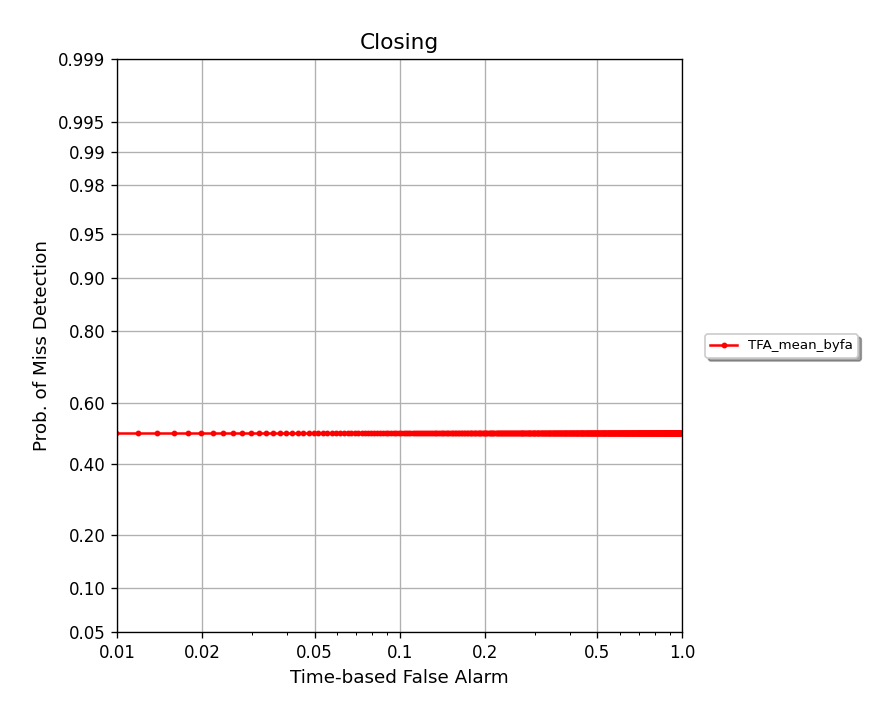 Closing
Prob. of Miss Detection
0.999
0.995
0.99
0.98
0.95
0.90
0.80
0.60
0.40
0.20
0.10
0.05
0.01 0.02 0.05 0.1 0.2 0.5 1.0
Time-based False Alarm
TFA_mean_byfa